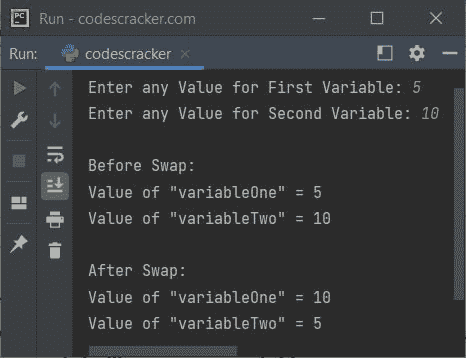 PC
Run - codescracker.com
Run: codescracker
Enter any Value for First Variable: 5
Enter any Value for Second Variable: 10
Before Swap:
Value of "variableOne" = 5
Value of "variableTwo" = 10
After Swap:
Value of "variableOne" = 10
Value of "variableTwo" = 5